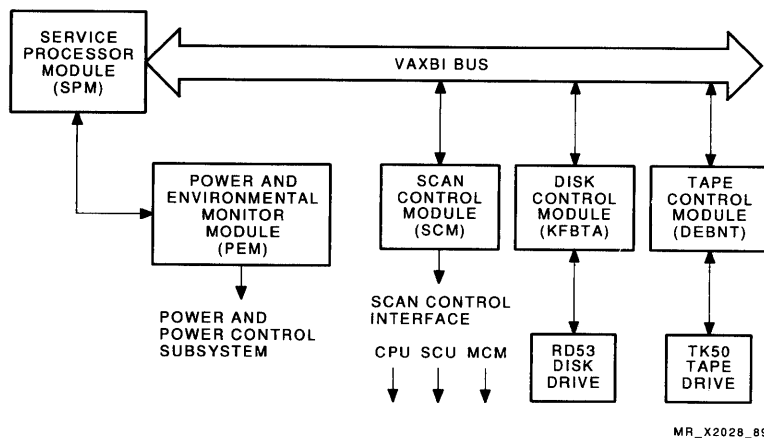 SERVICE
PROCESSOR
MODULE
(SPM)
VAXBI BUS
POWER AND
ENVIRONMENTAL
MONITOR
MODULE
(PEM)
SCAN
CONTROL
MODULE
(SCM)
DISK
CONTROL
MODULE
(KFBTA)
TAPE
CONTROL
MODULE
(DEBNT)
POWER AND
POWER CONTROL
SUBSYSTEM
SCAN CONTROL
INTERFACE
CPU SCU MCM
RD53
DISK
DRIVE
TK50
TAPE
DRIVE
MR_X2028_89